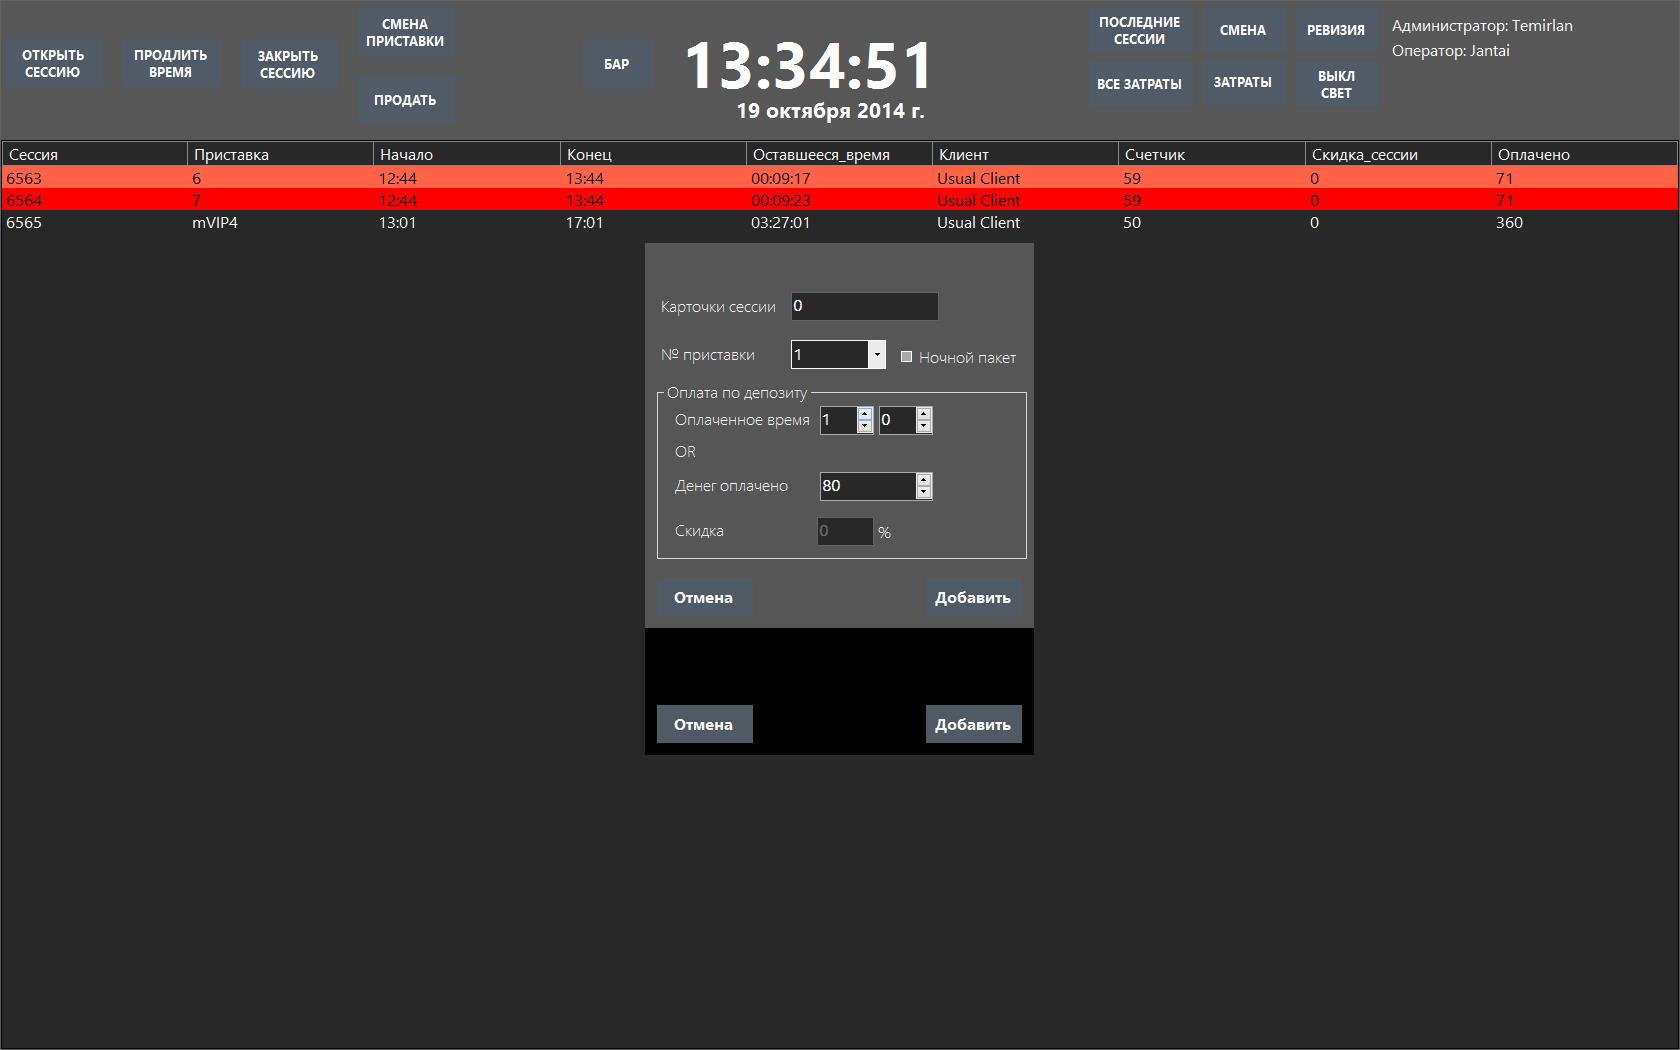 ОТКРЫТЬ
СЕССИЮ
ПРОДЛИТЬ
ВРЕМЯ
ЗАКРЫТЬ
СЕССИЮ
СМЕНА
ПРИСТАВКИ
ПРОДАТЬ
БАР
13:34:51
19 октября 2014 г.
ПОСЛЕДНИЕ
СЕССИИ
СМЕНА
РЕВИЗИЯ
ВСЕ ЗАТРАТЫ
ЗАТРАТЫ
ВЫКЛ
СВЕТ
Администратор: Temirlan
Оператор: Jantai
Сессия Приставка Начало Конец Оставшееся_время Клиент Счетчик Скидка_сессии Оплачено
6563 6 12:44 13:44 00:09:17 Usual Client 59 0 71
6564 7 12:44 13:44 00:09:23 Usual Client 59 0 71
6565 mVIP4 13:01 17:01 03:27:01 Usual Client 50 0 360
Карточки сессии 0
№ приставки 1 Ночной пакет
Оплата по депозиту
Оплаченное время 1 0
OR
Денег оплачено 80
Скидка 0 %
Отмена Добавить
Отмена Добавить